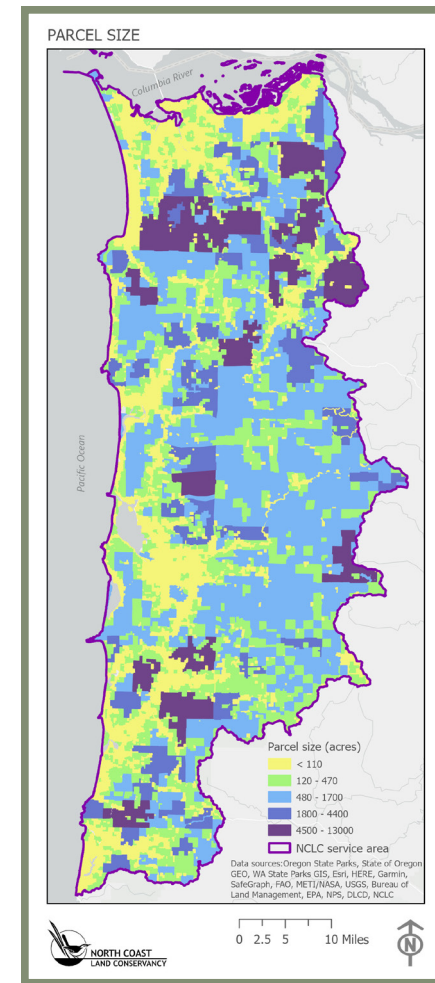 PARCEL SIZE
Columbia River
Pacific Ocean
Parcel size (acres)
< 110
120 - 470
480 - 1700
1800 - 4400
4500 - 13000
NCLC service area
Data sources:Oregon State Parks, State of Oregon
GEO, WA State Parks GIS, Esri, HERE, Garmin,
SafeGraph, FAO, METI/NASA, USGS, Bureau of
Land Management, EPA, NPS, DLCD, NCLC
NORTH COAST
LAND CONSERVANCY
0 2.5 5 10 Miles
N